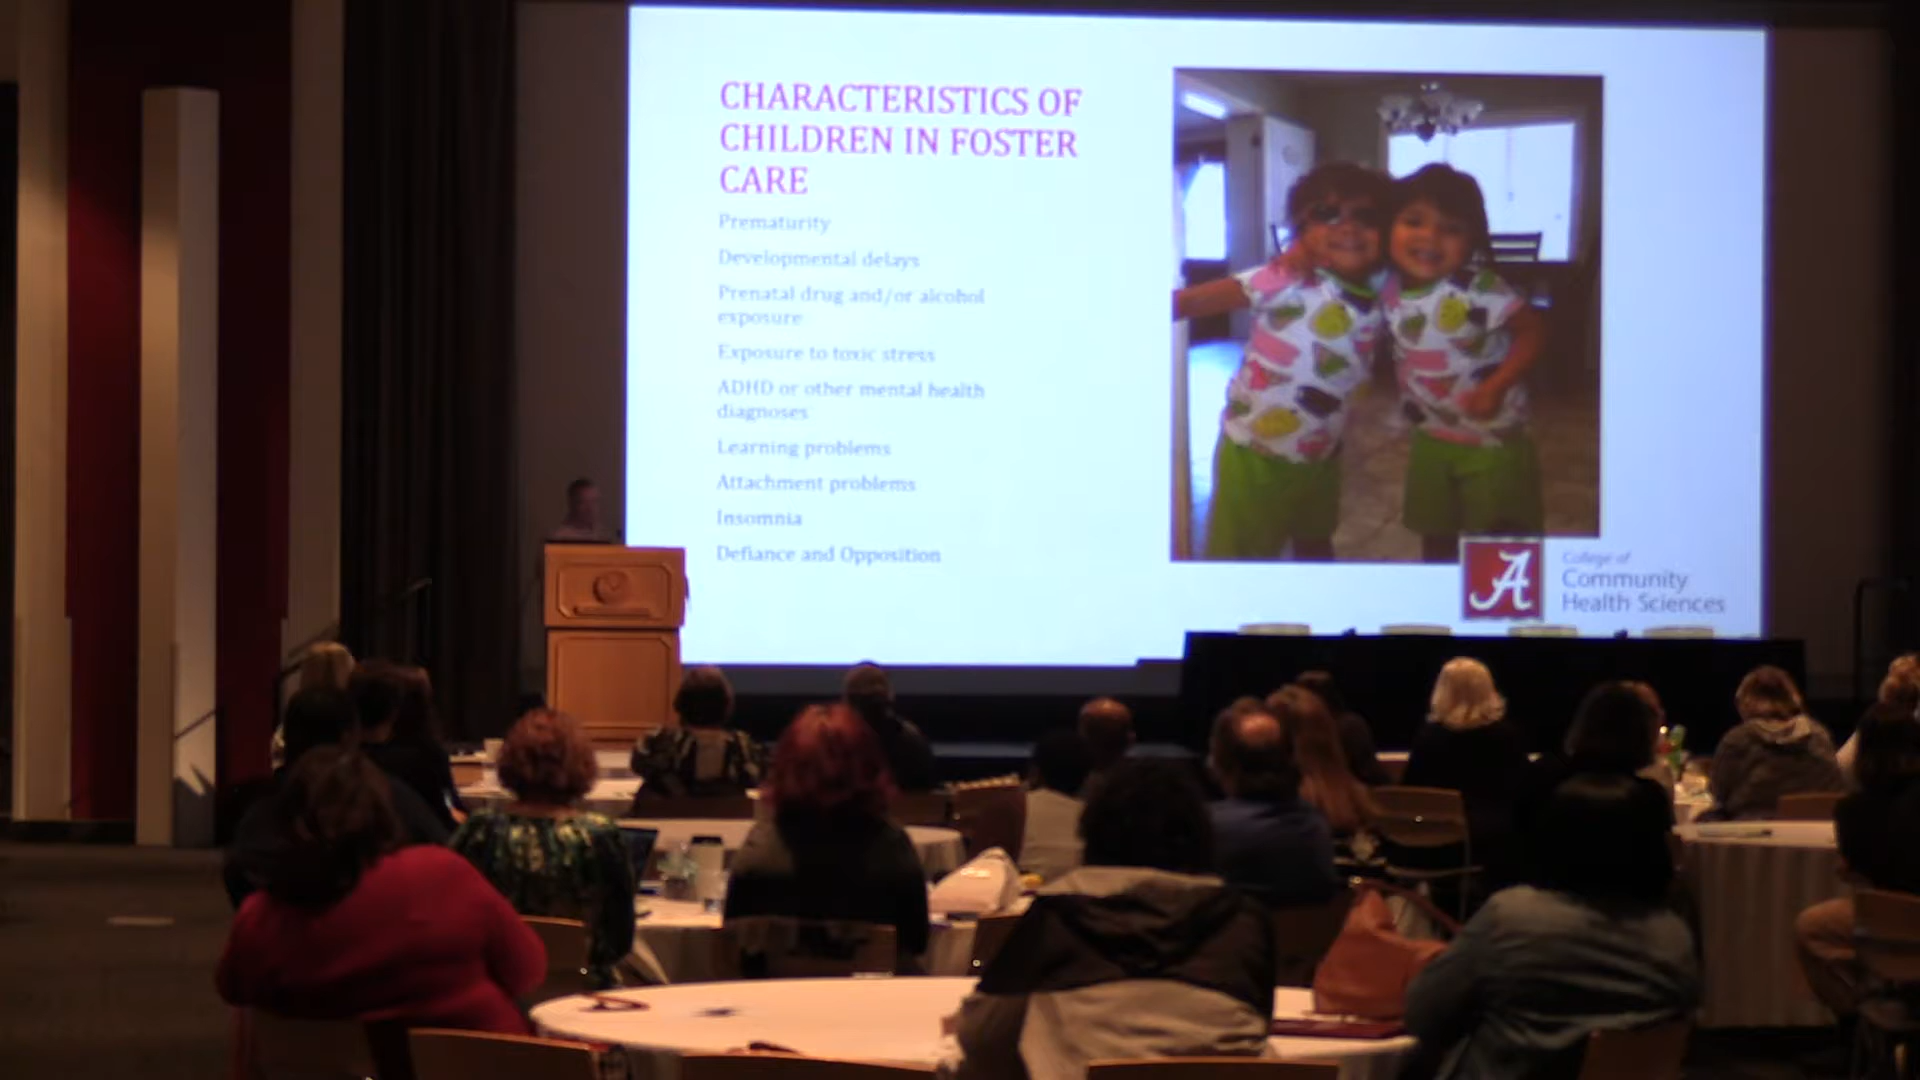 CHARACTERISTICS OF
CHILDREN IN FOSTER
CARE
Prematurity
Developmental delays
Prenatal drug and/or alcohol
exposure
Exposure to toxic stress
ADHD or other mental health
diagnoses
Learning problems
Attachment problems
Insomnia
Defiance and Opposition
A
College of
Community
Health Sciences